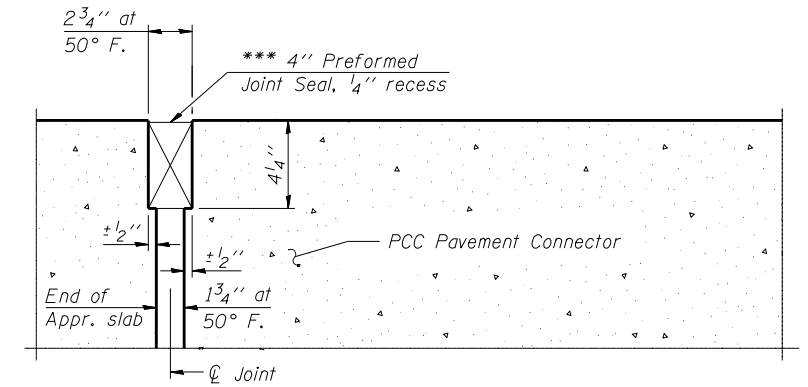 2 3/4" at
50° F.
*** 4" Preformed
Joint Seal, 1/4" recess
4 1/4"
±1/2"
±1/2"
PCC Pavement Connector
End of
Appr. slab
1 3/4" at
50° F.
℄ Joint